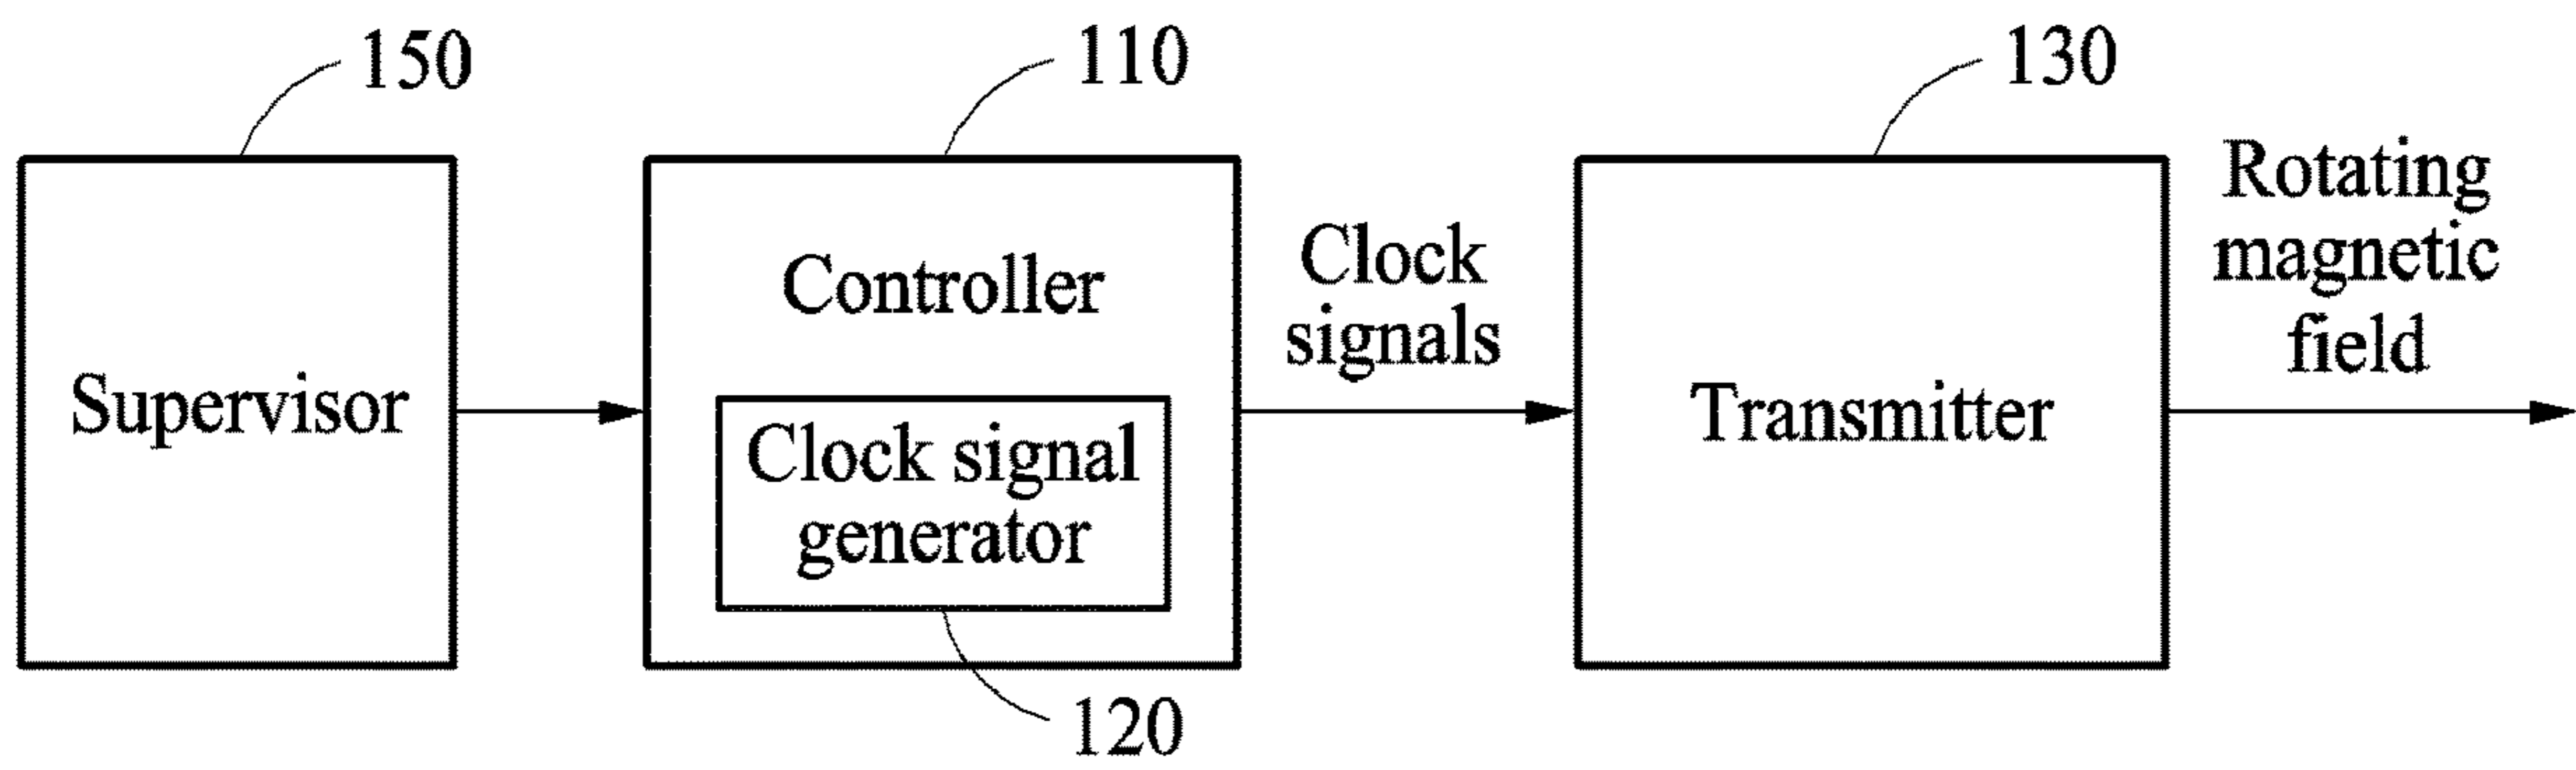 150
110
130
Supervisor
Controller
Clock signal
generator
120
Clock
signals
Transmitter
Rotating
magnetic
field